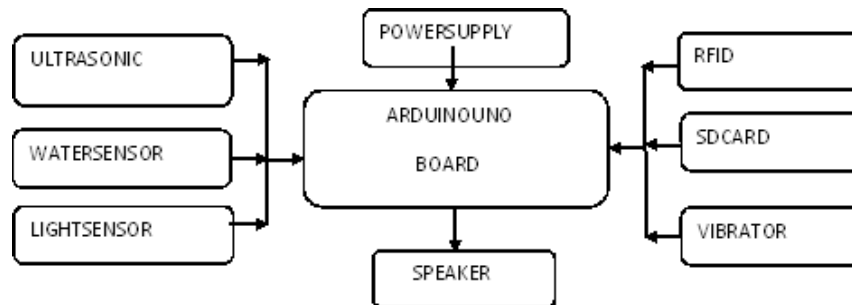 POWERSUPPLY
ULTRASONIC
RFID
ARDUINOUNO
BOARD
WATERSENSOR
SDCARD
LIGHTSENSOR
VIBRATOR
SPEAKER